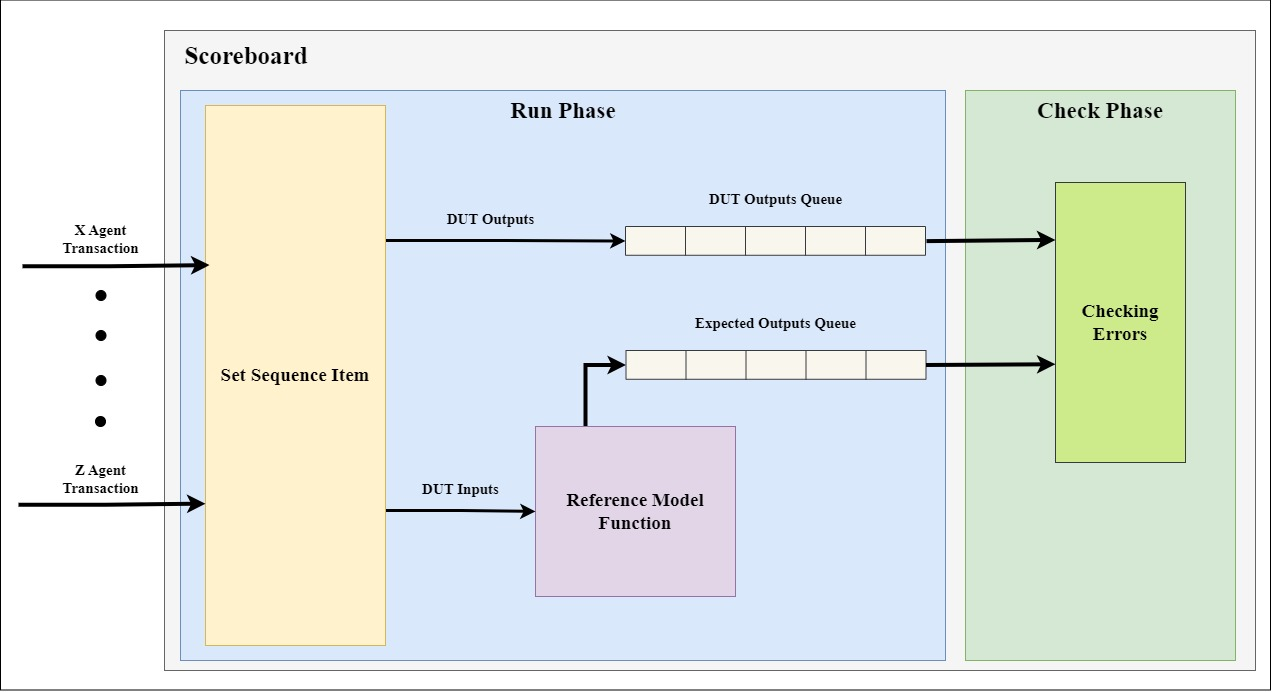 Scoreboard
Run Phase
Check Phase
X Agent
Transaction
DUT Outputs
DUT Outputs Queue
Expected Outputs Queue
Checking
Errors
Set Sequence Item
Z Agent
Transaction
DUT Inputs
Reference Model
Function